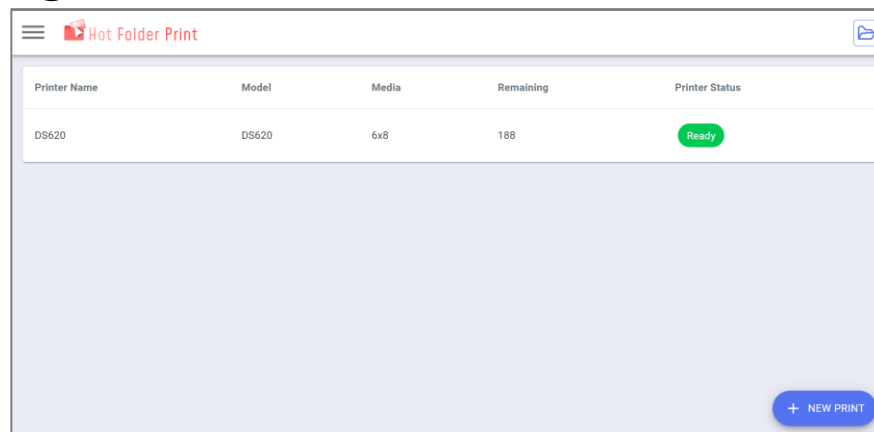 Hot Folder Print
Printer Name Model Media Remaining Printer Status
DS620 DS620 6x8 188 Ready
+ NEW PRINT